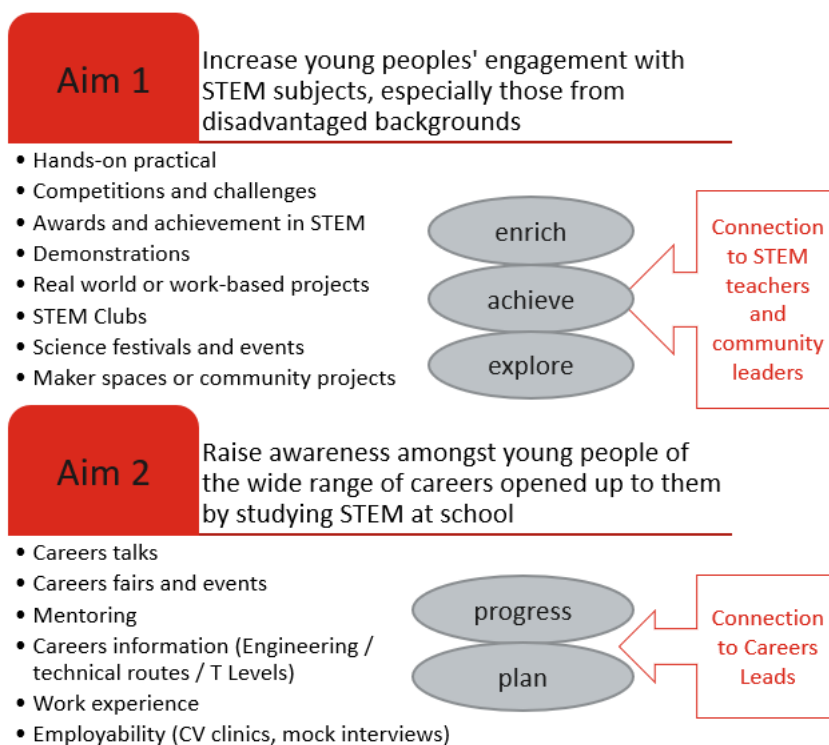 Aim 1
Increase young peoples' engagement with
STEM subjects, especially those from
disadvantaged backgrounds
• Hands-on practical
• Competitions and challenges
• Awards and achievement in STEM
• Demonstrations
• Real world or work-based projects
• STEM Clubs
• Science festivals and events
• Maker spaces or community projects
enrich
achieve
explore
Connection
to STEM
teachers
and
community
leaders
Aim 2
Raise awareness amongst young people of
the wide range of careers opened up to them
by studying STEM at school
• Careers talks
• Careers fairs and events
• Mentoring
• Careers information (Engineering /
technical routes / T Levels)
• Work experience
• Employability (CV clinics, mock interviews)
progress
plan
Connection
to Careers
Leads